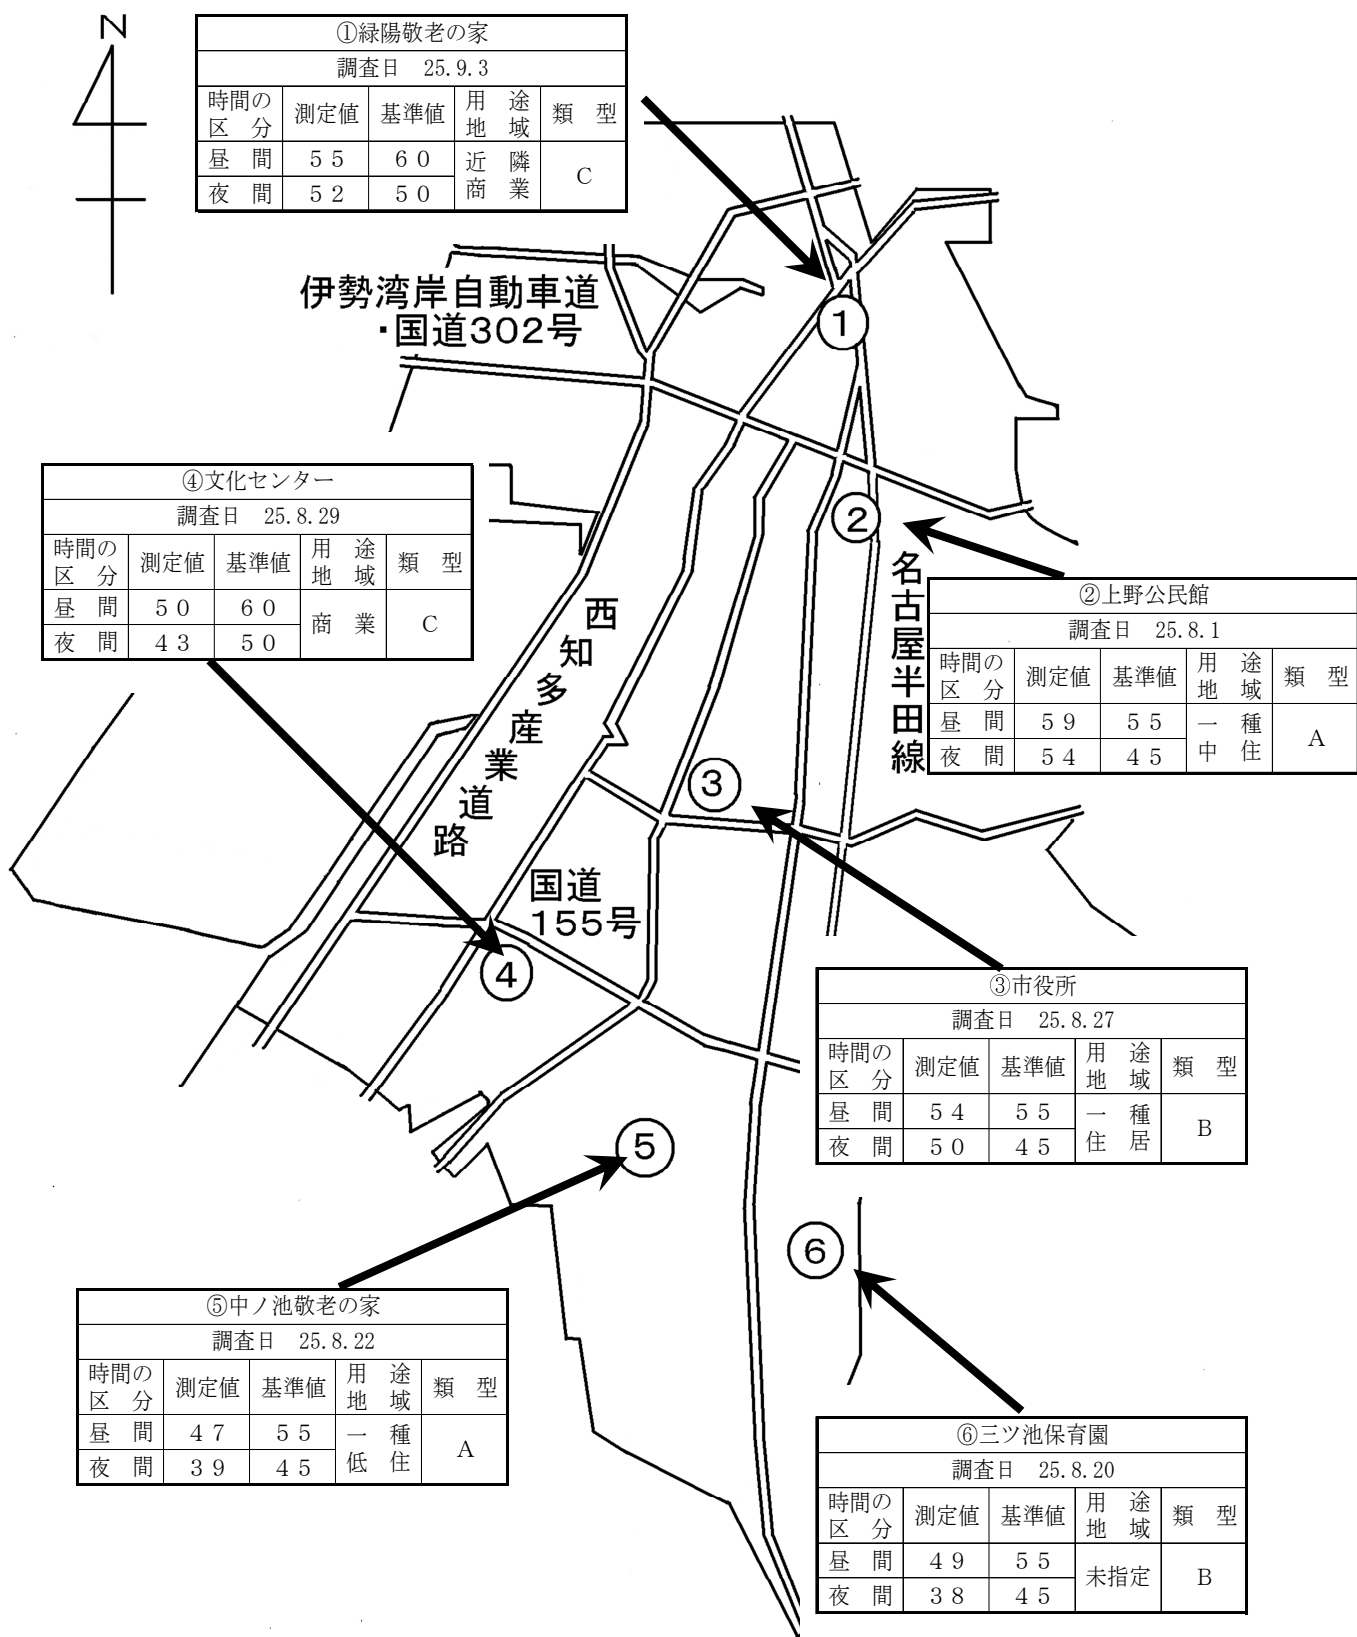 N
①緑陽敬老の家
調査日 25.9.3
時間の区分 測定値 基準値 用途地域 類型
昼間 55 60 近隣商業 C
夜間 52 50
伊勢湾岸自動車道
・国道302号
1
④文化センター
調査日 25.8.29
時間の区分 測定値 基準値 用途地域 類型
昼間 50 60 商業 C
夜間 43 50
2
名古屋半田線
②上野公民館
調査日 25.8.1
時間の区分 測定値 基準値 用途地域 類型
昼間 59 55 一種中住 A
夜間 54 45
西知多産業道路
3
国道
155号
4
③市役所
調査日 25.8.27
時間の区分 測定値 基準値 用途地域 類型
昼間 54 55 一種住居 B
夜間 50 45
5
6
⑤中ノ池敬老の家
調査日 25.8.22
時間の区分 測定値 基準値 用途地域 類型
昼間 47 55 一種低住 A
夜間 39 45
⑥三ツ池保育園
調査日 25.8.20
時間の区分 測定値 基準値 用途地域 類型
昼間 49 55 未指定 B
夜間 38 45